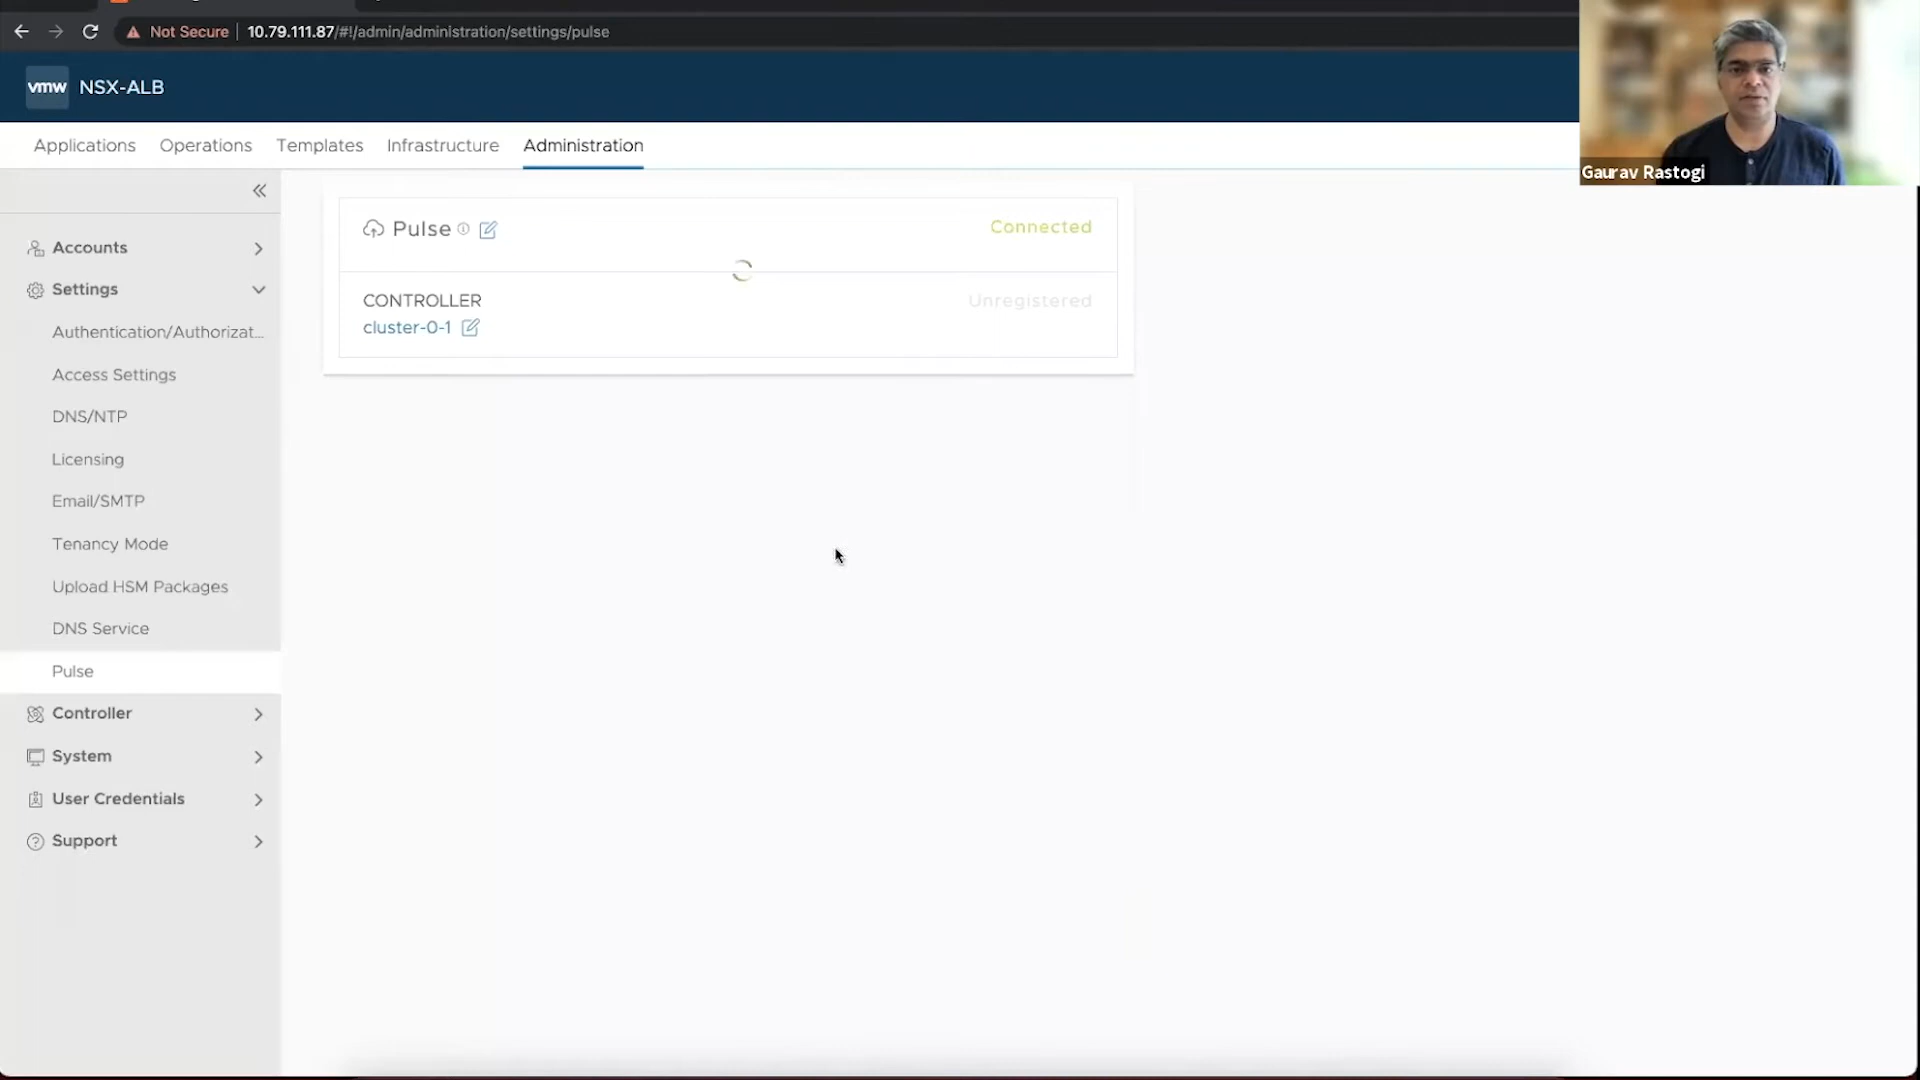 Not Secure 10.79.111.87/#!/admin/administration/settings/pulse
vmw NSX-ALB
Gaurav Rastogi
Applications Operations Templates Infrastructure Administration
Accounts
Settings
Authentication/Authorizat...
Access Settings
DNS/NTP
Licensing
Email/SMTP
Tenancy Mode
Upload HSM Packages
DNS Service
Pulse
Controller
System
User Credentials
Support
Pulse Connected
CONTROLLER Unregistered
cluster-0-1